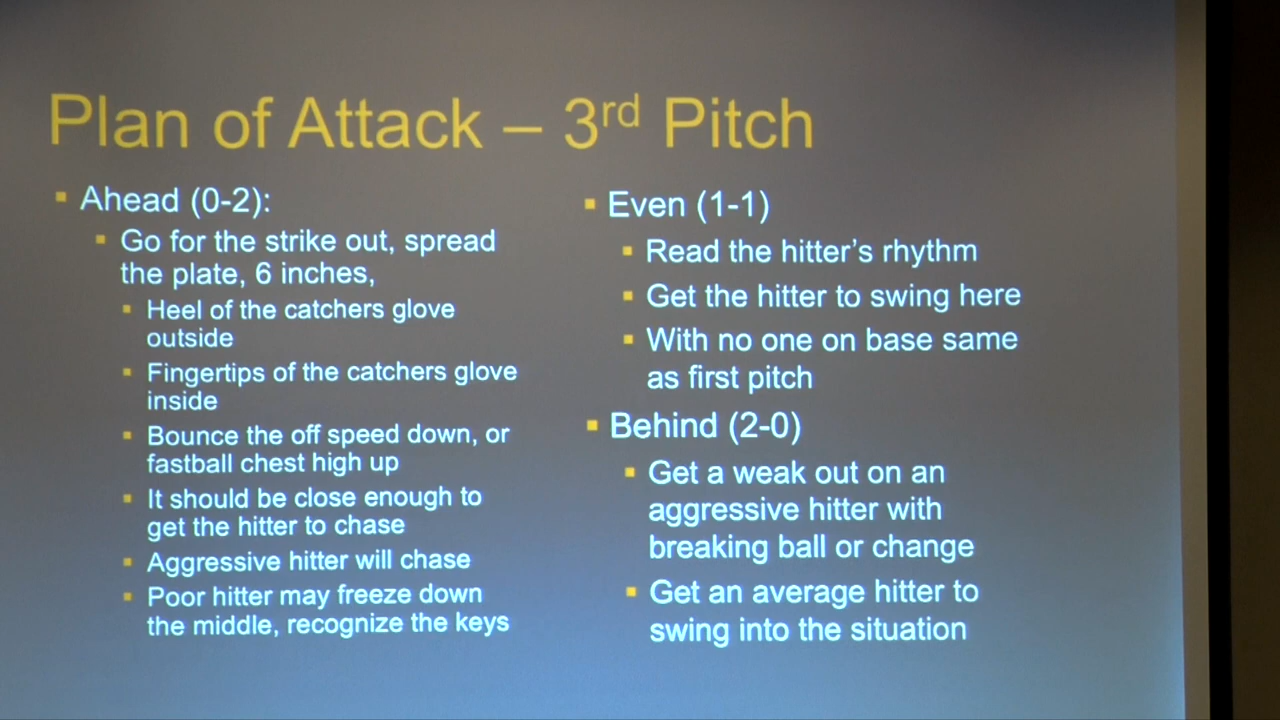 Plan of Attack – 3rd Pitch
Ahead (0-2):
Go for the strike out, spread
the plate, 6 inches,
Heel of the catchers glove
outside
Fingertips of the catchers glove
inside
Bounce the off speed down, or
fastball chest high up
It should be close enough to
get the hitter to chase
Aggressive hitter will chase
Poor hitter may freeze down
the middle, recognize the keys
Even (1-1)
Read the hitter’s rhythm
Get the hitter to swing here
With no one on base same
as first pitch
Behind (2-0)
Get a weak out on an
aggressive hitter with
breaking ball or change
Get an average hitter to
swing into the situation